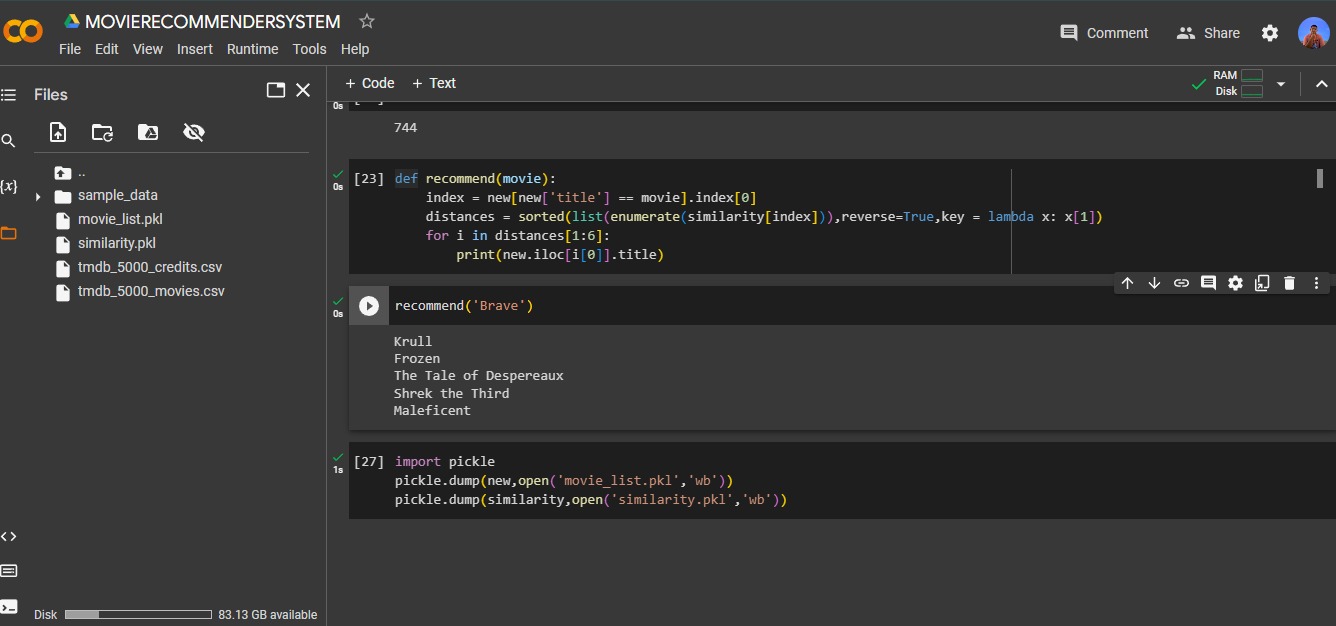 MOVIERECOMMENDERSYSTEM
File Edit View Insert Runtime Tools Help
Comment
Share
Files
..
sample_data
movie_list.pkl
similarity.pkl
tmdb_5000_credits.csv
tmdb_5000_movies.csv
Disk 83.13 GB available
{x}
+ Code + Text
RAM
Disk
0s
744
0s
[23] def recommend(movie):
index = new[new['title'] == movie].index[0]
distances = sorted(list(enumerate(similarity[index])),reverse=True,key = lambda x: x[1])
for i in distances[1:6]:
print(new.iloc[i[0]].title)
0s
recommend('Brave')
Krull
Frozen
The Tale of Despereaux
Shrek the Third
Maleficent
1s
[27] import pickle
pickle.dump(new,open('movie_list.pkl','wb'))
pickle.dump(similarity,open('similarity.pkl','wb'))